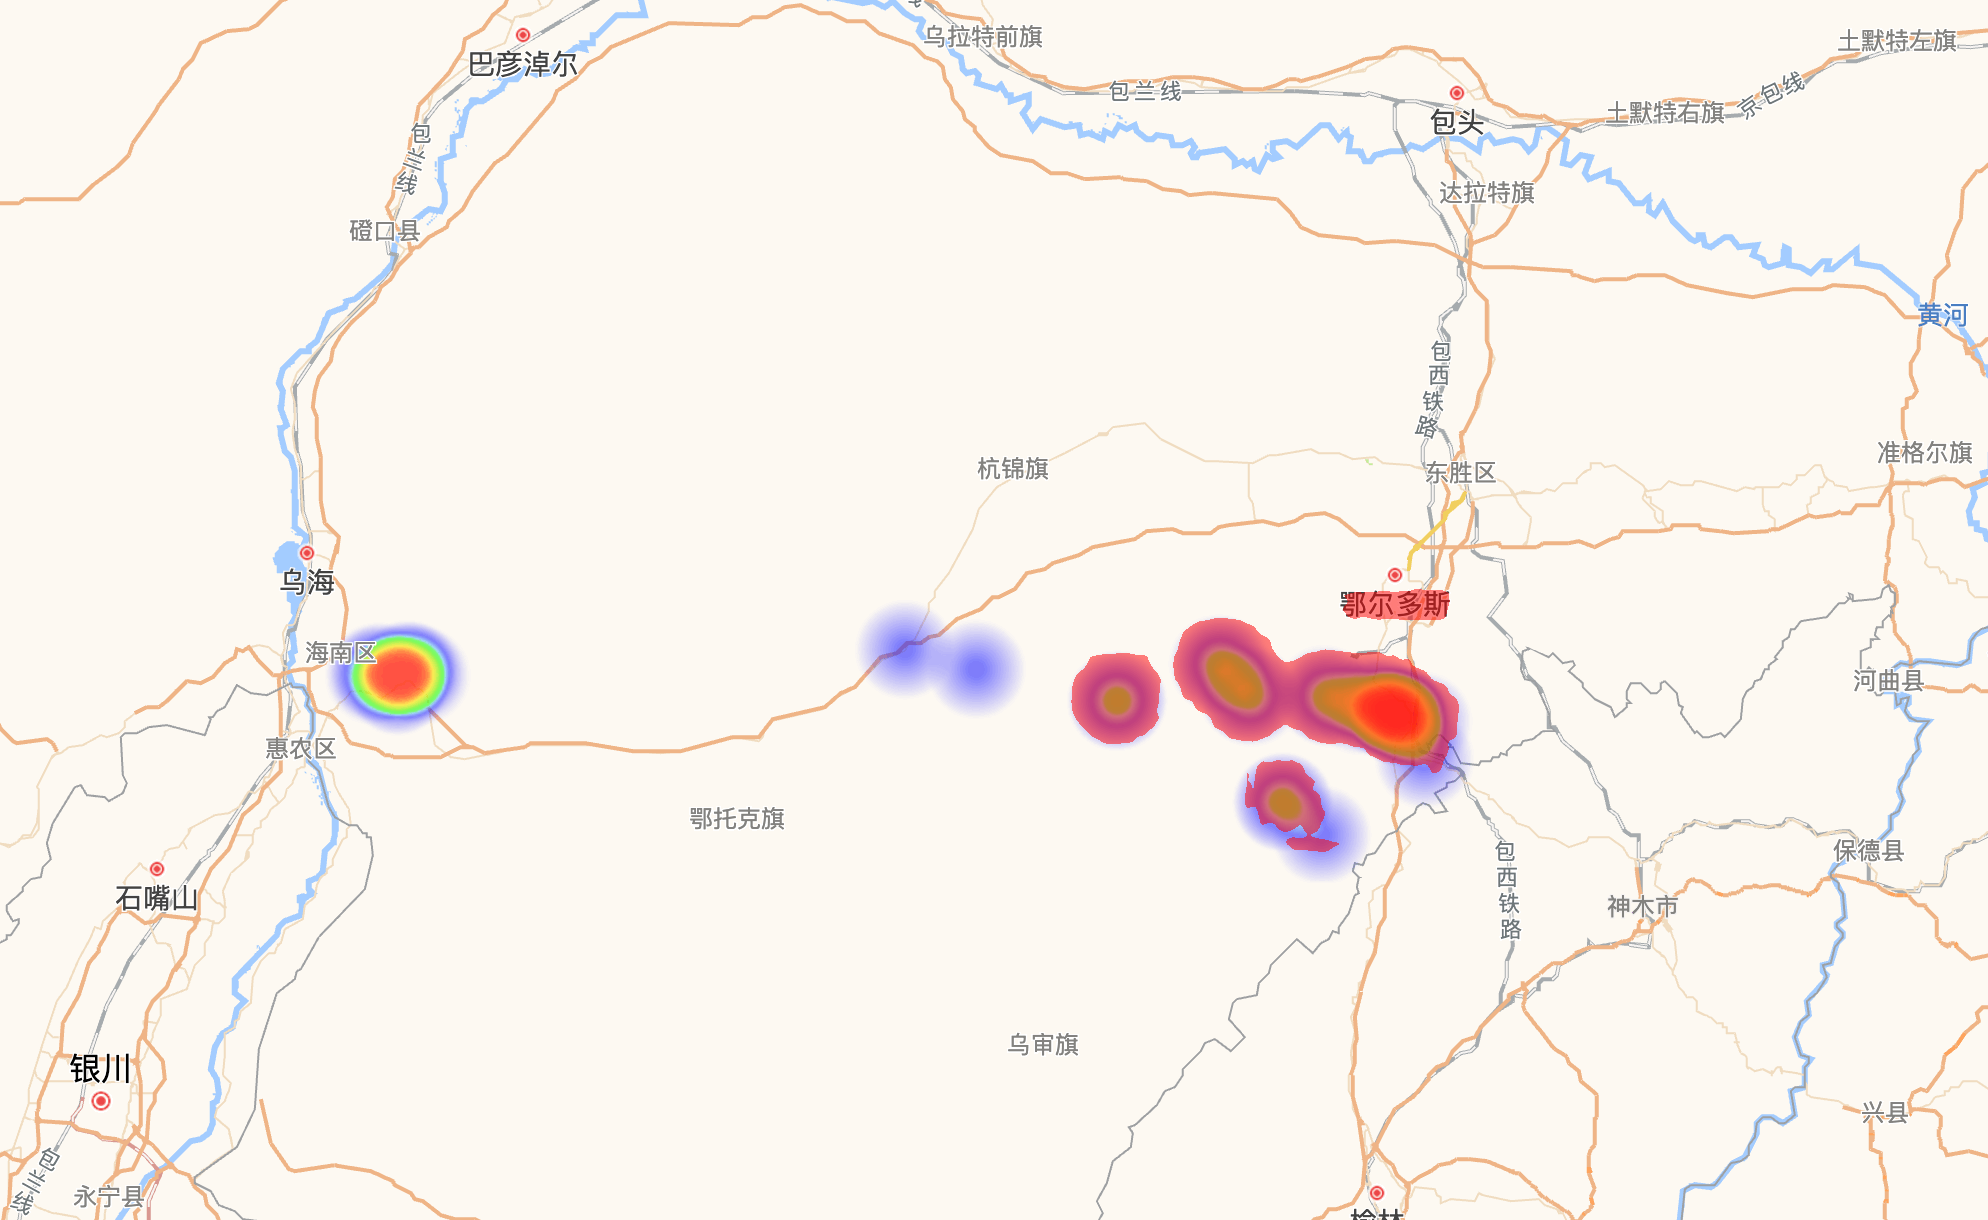 乌拉特前旗
土默特左旗
巴彦淖尔
包兰线
京包线
包头
土默特右旗
包兰线
达拉特旗
磴口县
黄河
包西铁路
杭锦旗
东胜区
准格尔旗
乌海
鄂尔多斯
海南区
河曲县
惠农区
鄂托克旗
包西铁路
保德县
石嘴山
神木市
乌审旗
银川
兴县
包兰线
永宁县
榆林